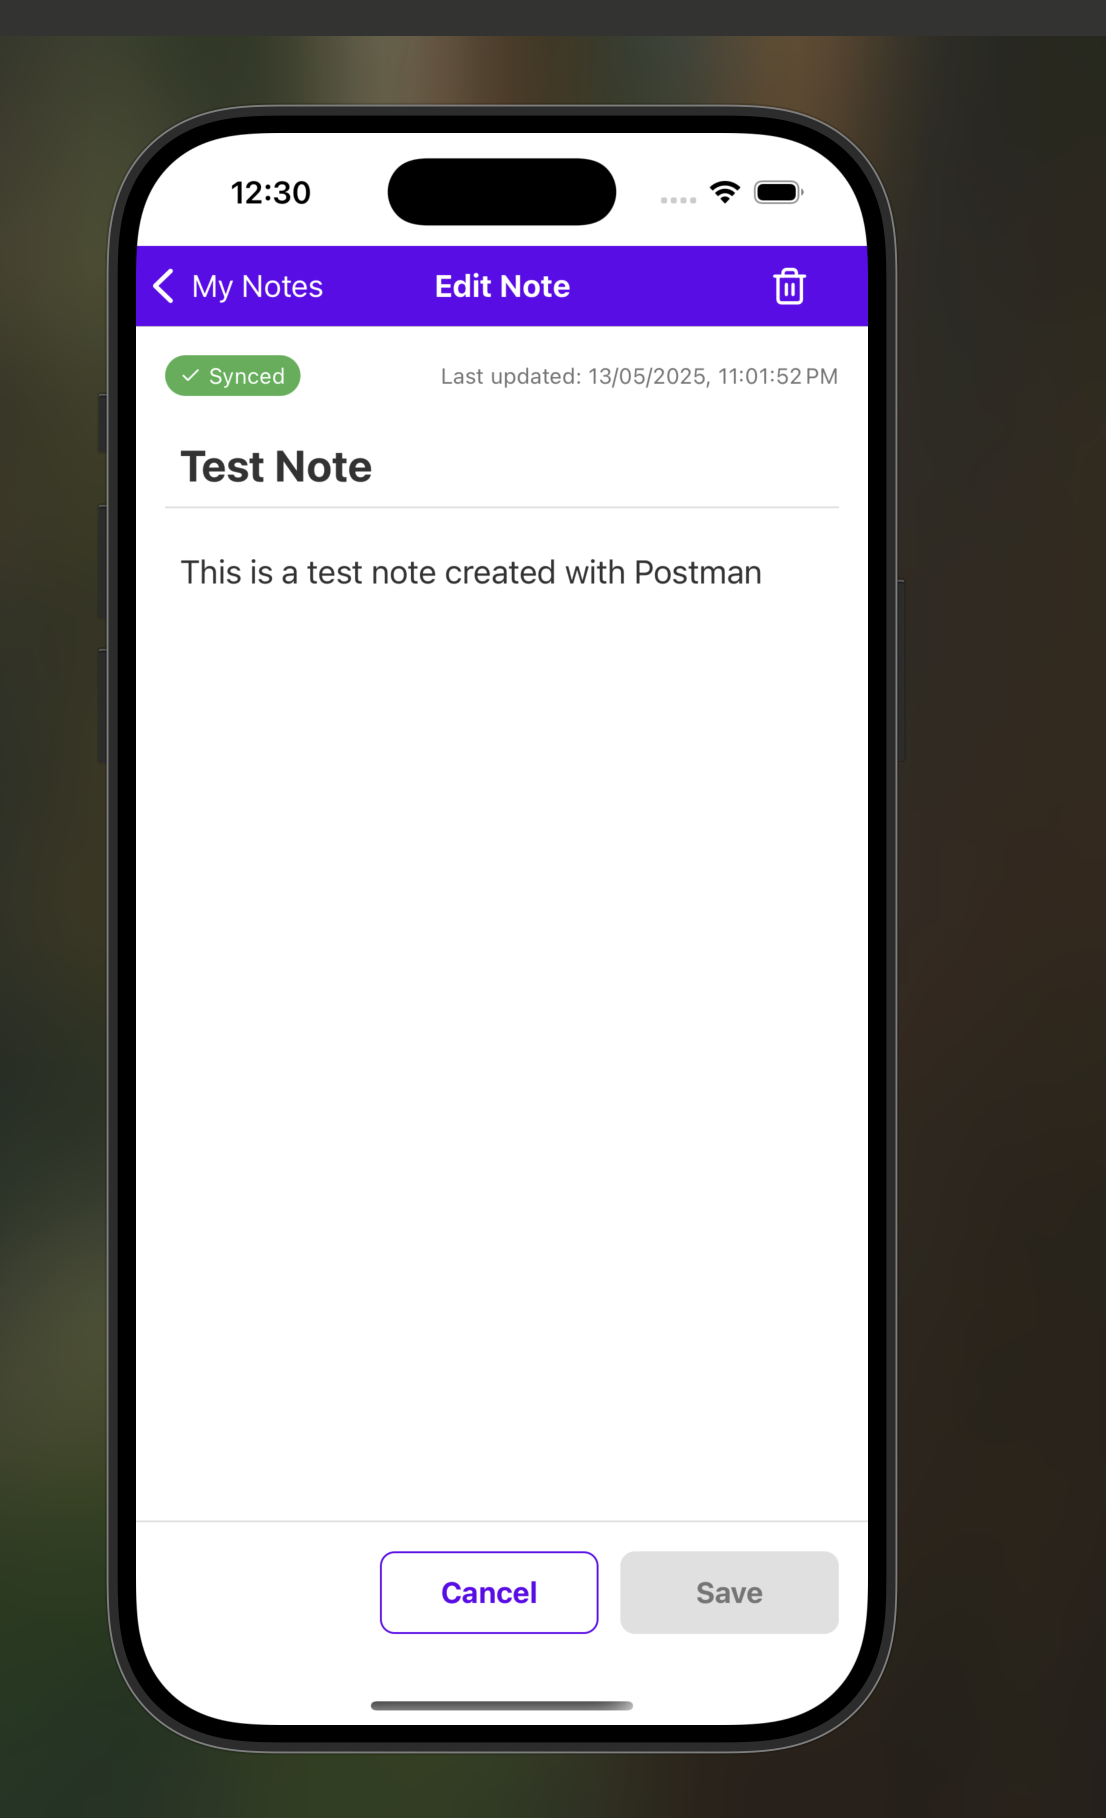 12:30
My Notes
Edit Note
Synced
Last updated: 13/05/2025, 11:01:52 PM
Test Note
This is a test note created with Postman
Cancel
Save